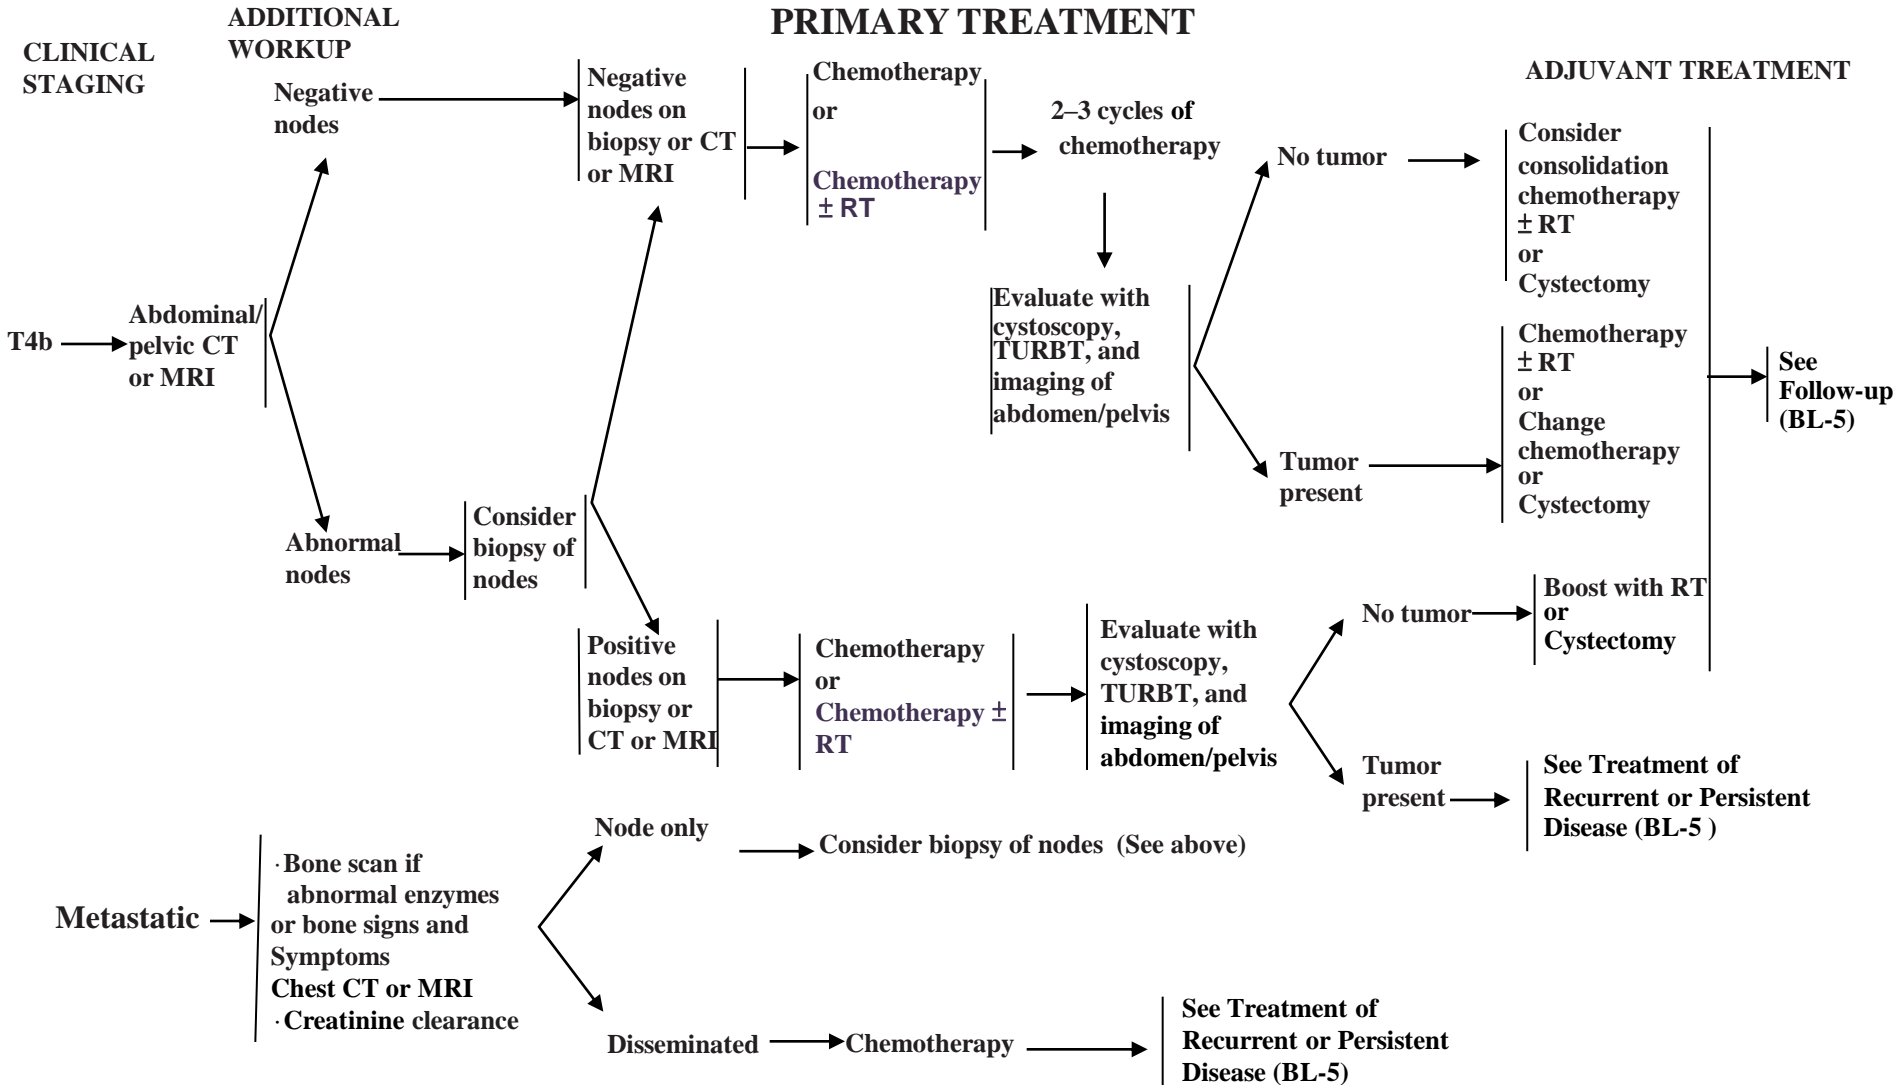 PRIMARY TREATMENT
CLINICAL
STAGING
ADDITIONAL
WORKUP
ADJUVANT TREATMENT
T4b
Abdominal/
pelvic CT
or MRI
Negative
nodes
Negative
nodes on
biopsy or CT
or MRI
Chemotherapy
or
Chemotherapy
± RT
2–3 cycles of
chemotherapy
Evaluate with
cystoscopy,
TURBT, and
imaging of
abdomen/pelvis
No tumor
Consider
consolidation
chemotherapy
± RT
or
Cystectomy
Tumor
present
Chemotherapy
± RT
or
Change
chemotherapy
or
Cystectomy
See
Follow-up
(BL-5)
Abnormal
nodes
Consider
biopsy of
nodes
Positive
nodes on
biopsy or
CT or MRI
Chemotherapy
or
Chemotherapy ±
RT
Evaluate with
cystoscopy,
TURBT, and
imaging of
abdomen/pelvis
No tumor
Boost with RT
or
Cystectomy
Tumor
present
See Treatment of
Recurrent or Persistent
Disease (BL-5 )
Metastatic
·Bone scan if
abnormal enzymes
or bone signs and
Symptoms
Chest CT or MRI
·Creatinine clearance
Node only
Consider biopsy of nodes (See above)
Disseminated
Chemotherapy
See Treatment of
Recurrent or Persistent
Disease (BL-5)